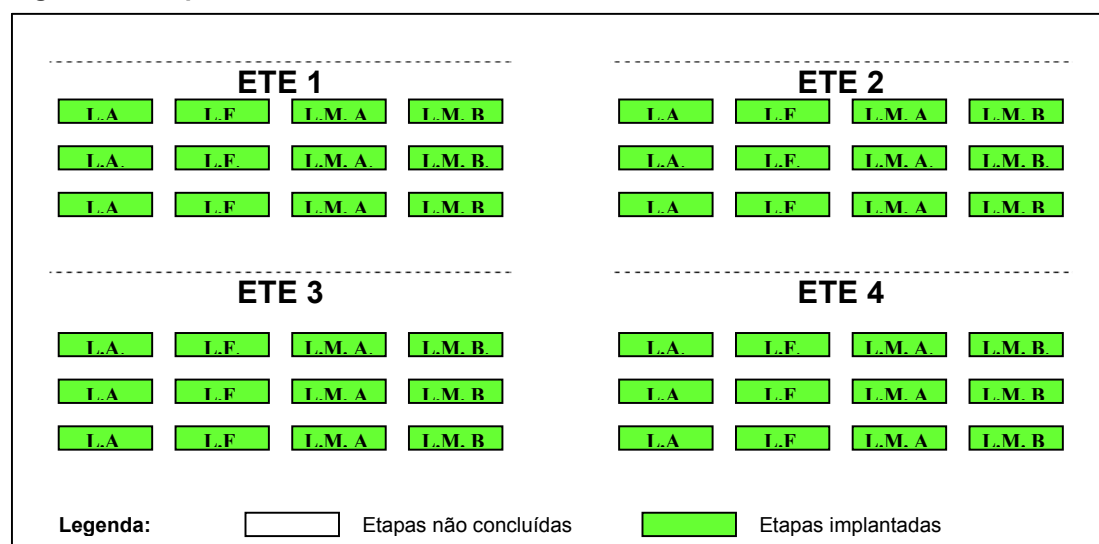 ETE 1 ETE 2
L.A L.F L.M. A L.M. B L.A L.F L.M. A L.M. B
L.A. L.F. L.M. A. L.M. B. L.A. L.F. L.M. A. L.M. B.
L.A L.F L.M. A L.M. B L.A L.F L.M. A L.M. B
ETE 3 ETE 4
L.A. L.F. L.M. A. L.M. B. L.A. L.F. L.M. A. L.M. B.
L.A L.F L.M. A L.M. B L.A L.F L.M. A L.M. B
L.A L.F L.M. A L.M. B L.A L.F L.M. A L.M. B
Legenda: Etapas não concluídas Etapas implantadas